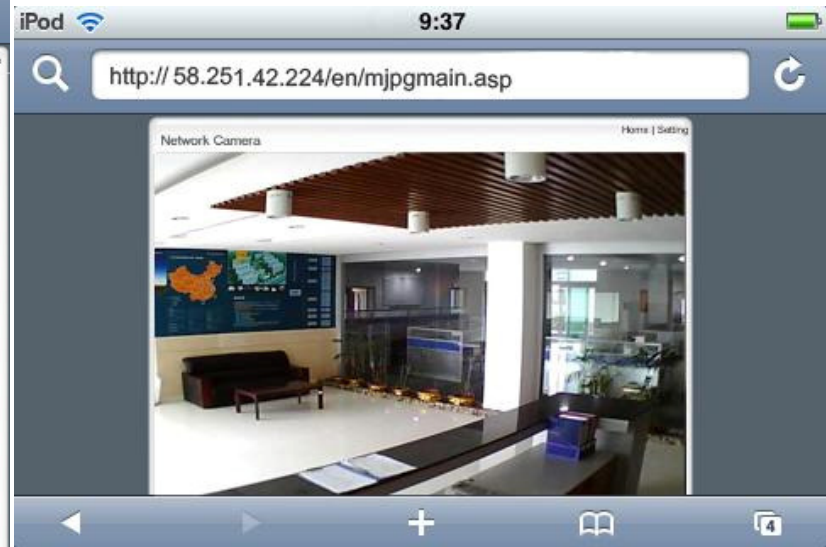 iPod 9:37
http:// 58.251.42.224/en/mjpgmain.asp
Network Camera
Home | Setting
4